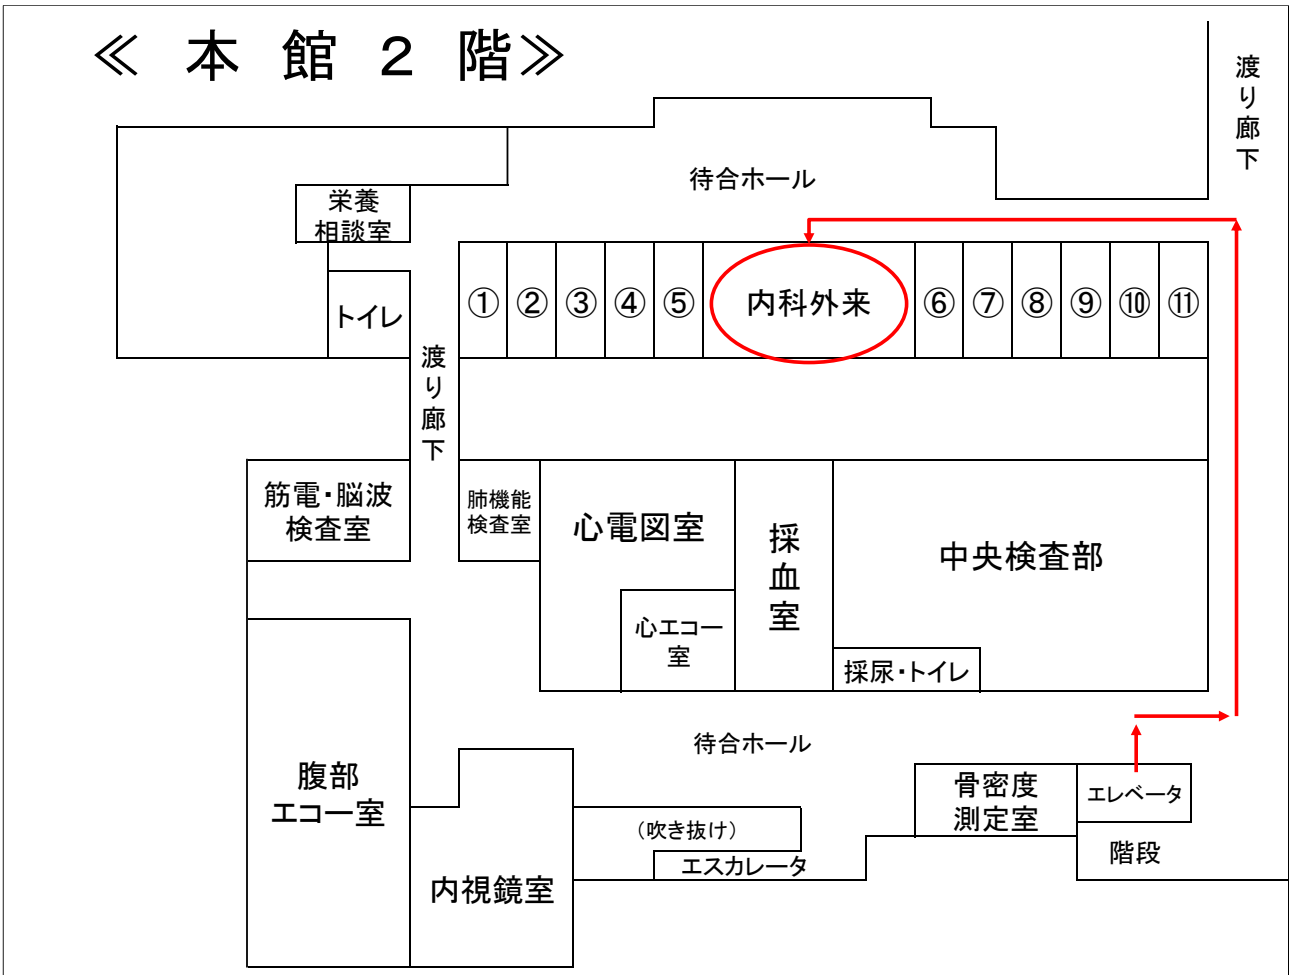 ≪ 本 館 ２ 階≫
渡り廊下
待合ホール
栄養
相談室
トイレ
① ② ③ ④ ⑤ 内科外来 ⑥ ⑦ ⑧ ⑨ ⑩ ⑪
渡り廊下
筋電・脳波
検査室
肺機能
検査室
心電図室
採血室
中央検査部
心エコー
室
採尿・トイレ
待合ホール
腹部
エコー室
骨密度
測定室
エレベータ
（吹き抜け）
エスカレータ
階段
内視鏡室